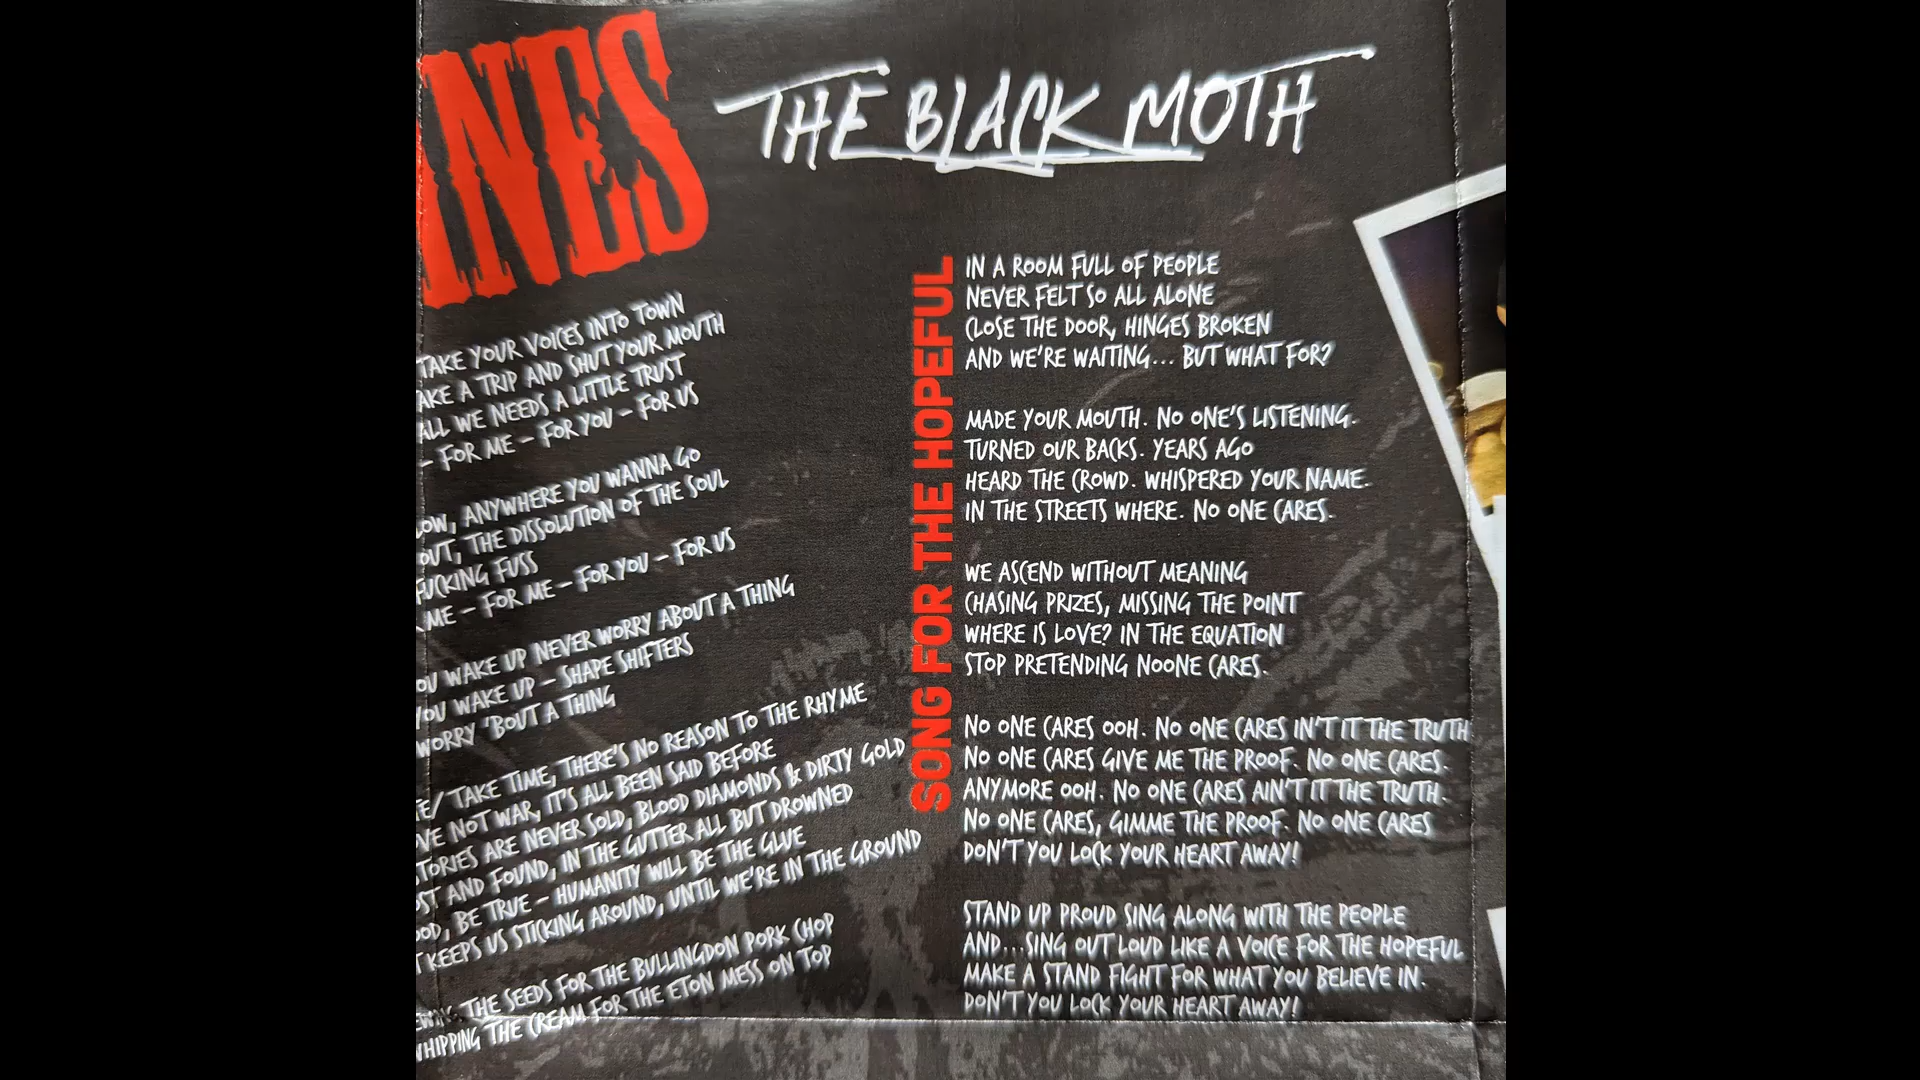 INES
THE BLACK MOTH
TAKE YOUR VOICES INTO TOWN
AKE A TRIP AND SHUT YOUR MOUTH
ALL WE NEEDS A LITTLE TRUST
– FOR ME – FOR YOU – FOR US
OW, ANYWHERE YOU WANNA GO
OUT, THE DISSOLUTION OF THE SOUL
FUCKING FUSS
ME – FOR ME – FOR YOU – FOR US
OU WAKE UP NEVER WORRY ABOUT A THING
YOU WAKE UP – SHAPE SHIFTERS
WORRY 'BOUT A THING
E/ TAKE TIME, THERE'S NO REASON TO THE RHYME
VE NOT WAR, IT'S ALL BEEN SAID BEFORE
TORIES ARE NEVER SOLD, BLOOD DIAMONDS & DIRTY GOLD
ST AND FOUND, IN THE GUTTER ALL BUT DROWNED
OD, BE TRUE – HUMANITY WILL BE THE GLUE
T KEEPS US STICKING AROUND, UNTIL WE'RE IN THE GROUND
THE SEEDS FOR THE BULLINGDON PORK CHOP
WHIPPING THE CREAM FOR THE ETON MESS ON TOP
SONG FOR THE HOPEFUL
IN A ROOM FULL OF PEOPLE
NEVER FELT SO ALL ALONE
CLOSE THE DOOR, HINGES BROKEN
AND WE'RE WAITING... BUT WHAT FOR?
MADE YOUR MOUTH. NO ONE'S LISTENING.
TURNED OUR BACKS. YEARS AGO
HEARD THE CROWD. WHISPERED YOUR NAME.
IN THE STREETS WHERE. NO ONE CARES.
WE ASCEND WITHOUT MEANING
CHASING PRIZES, MISSING THE POINT
WHERE IS LOVE? IN THE EQUATION
STOP PRETENDING NOONE CARES.
NO ONE CARES OOH. NO ONE CARES IN'T IT THE TRUTH
NO ONE CARES GIVE ME THE PROOF. NO ONE CARES.
ANYMORE OOH. NO ONE CARES AIN'T IT THE TRUTH.
NO ONE CARES, GIMME THE PROOF. NO ONE CARES
DON'T YOU LOCK YOUR HEART AWAY!
STAND UP PROUD SING ALONG WITH THE PEOPLE
AND...SING OUT LOUD LIKE A VOICE FOR THE HOPEFUL
MAKE A STAND FIGHT FOR WHAT YOU BELIEVE IN.
DON'T YOU LOCK YOUR HEART AWAY!